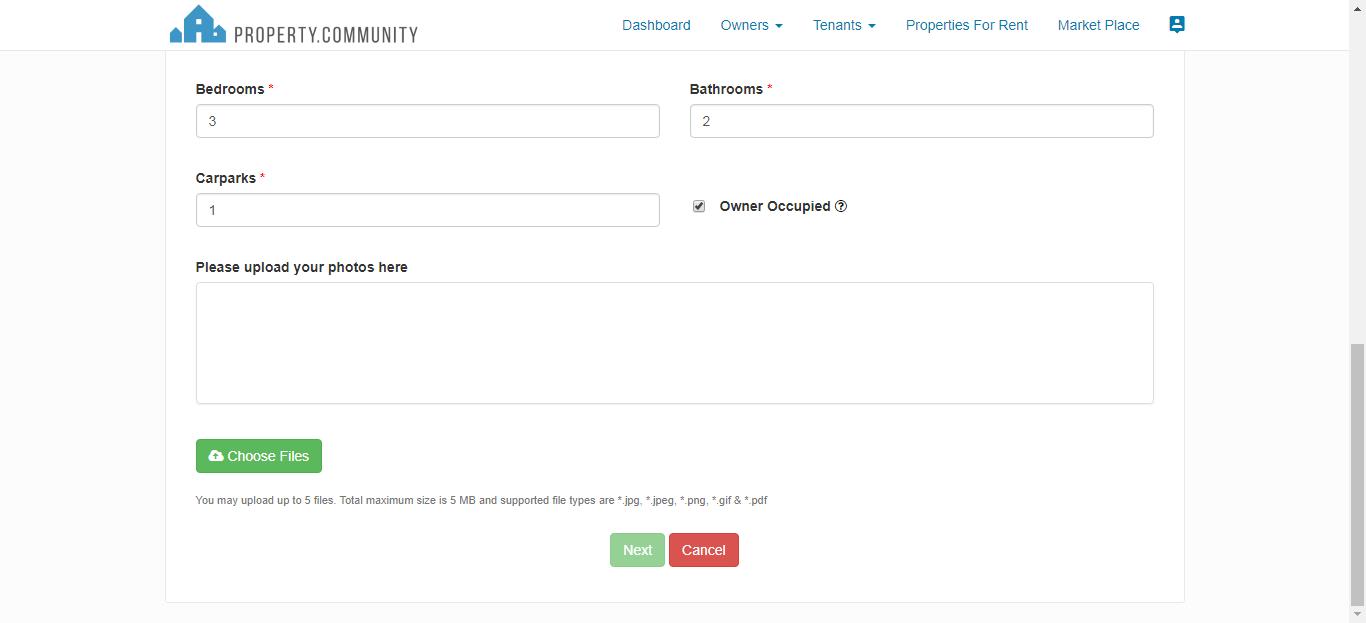 PROPERTY.COMMUNITY Dashboard Owners Tenants Properties For Rent Market Place
Bedrooms * Bathrooms *
3 2
Carparks *
1 Owner Occupied ?
Please upload your photos here
Choose Files
You may upload up to 5 files. Total maximum size is 5 MB and supported file types are *.jpg, *.jpeg, *.png, *.gif & *.pdf
Next Cancel